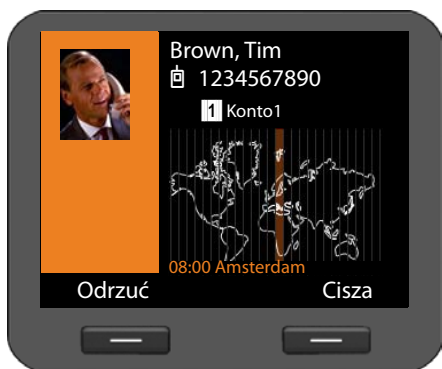 Brown, Tim
1234567890
1 Konto1
08:00 Amsterdam
Odrzuć Cisza